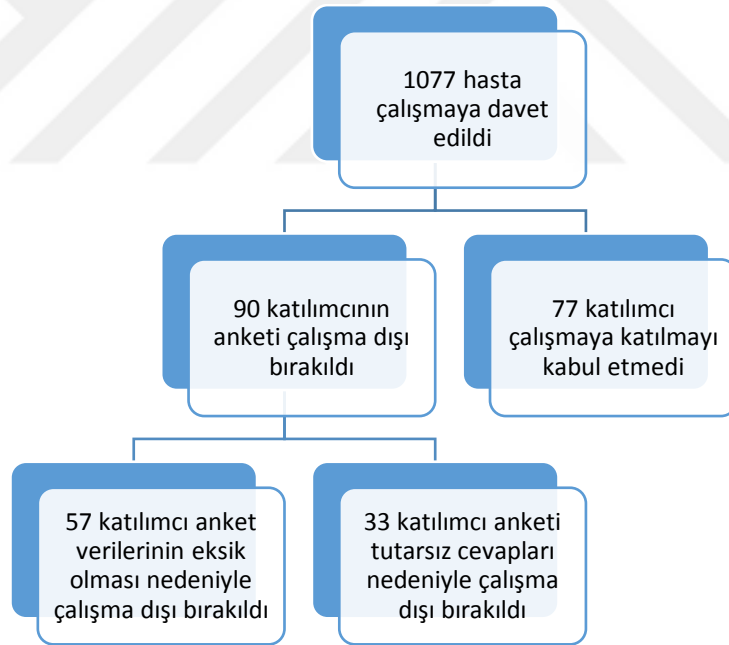 1077 hasta
çalışmaya davet
edildi
90 katılımcının
anketi çalışma dışı
bırakıldı
77 katılımcı
çalışmaya katılmayı
kabul etmedi
57 katılımcı anket
verilerinin eksik
olması nedeniyle
çalışma dışı bırakıldı
33 katılımcı anketi
tutarsız cevapları
nedeniyle çalışma
dışı bırakıldı